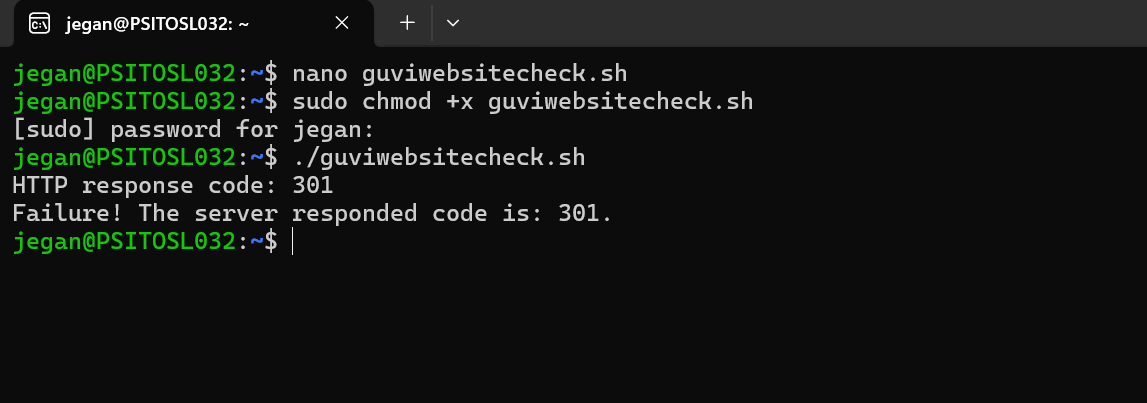 jegan@PSITOSL032: ~
jegan@PSITOSL032:~$ nano guviwebsitecheck.sh
jegan@PSITOSL032:~$ sudo chmod +x guviwebsitecheck.sh
[sudo] password for jegan:
jegan@PSITOSL032:~$ ./guviwebsitecheck.sh
HTTP response code: 301
Failure! The server responded code is: 301.
jegan@PSITOSL032:~$